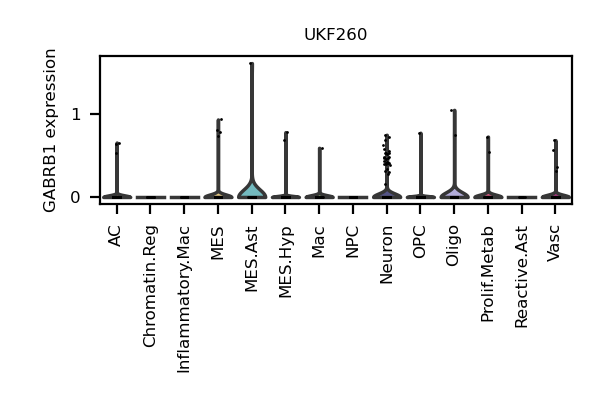 UKF260
GABRB1 expression
1
0
AC
Chromatin.Reg
Inflammatory.Mac
MES
MES.Ast
MES.Hyp
Mac
NPC
Neuron
OPC
Oligo
Prolif.Metab
Reactive.Ast
Vasc